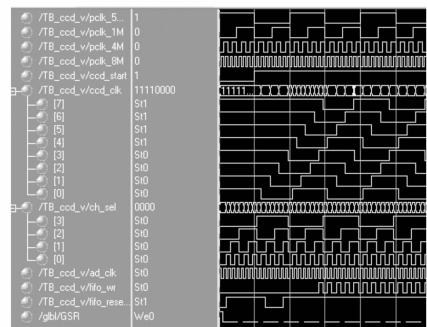 /TB_ccd_v/pclk_5... 1
/TB_ccd_v/pclk_1M 0
/TB_ccd_v/pclk_4M 0
/TB_ccd_v/pclk_8M 0
/TB_ccd_v/ccd_start 1
/TB_ccd_v/ccd_clk 11110000 11111...
[7] St1
[6] St1
[5] St1
[4] St1
[3] St0
[2] St0
[1] St0
[0] St0
/TB_ccd_v/ch_sel 0000
[3] St0
[2] St0
[1] St0
[0] St0
/TB_ccd_v/ad_clk St0
/TB_ccd_v/fifo_wr St0
/TB_ccd_v/fifo_rese... St1
/glbl/GSR We0